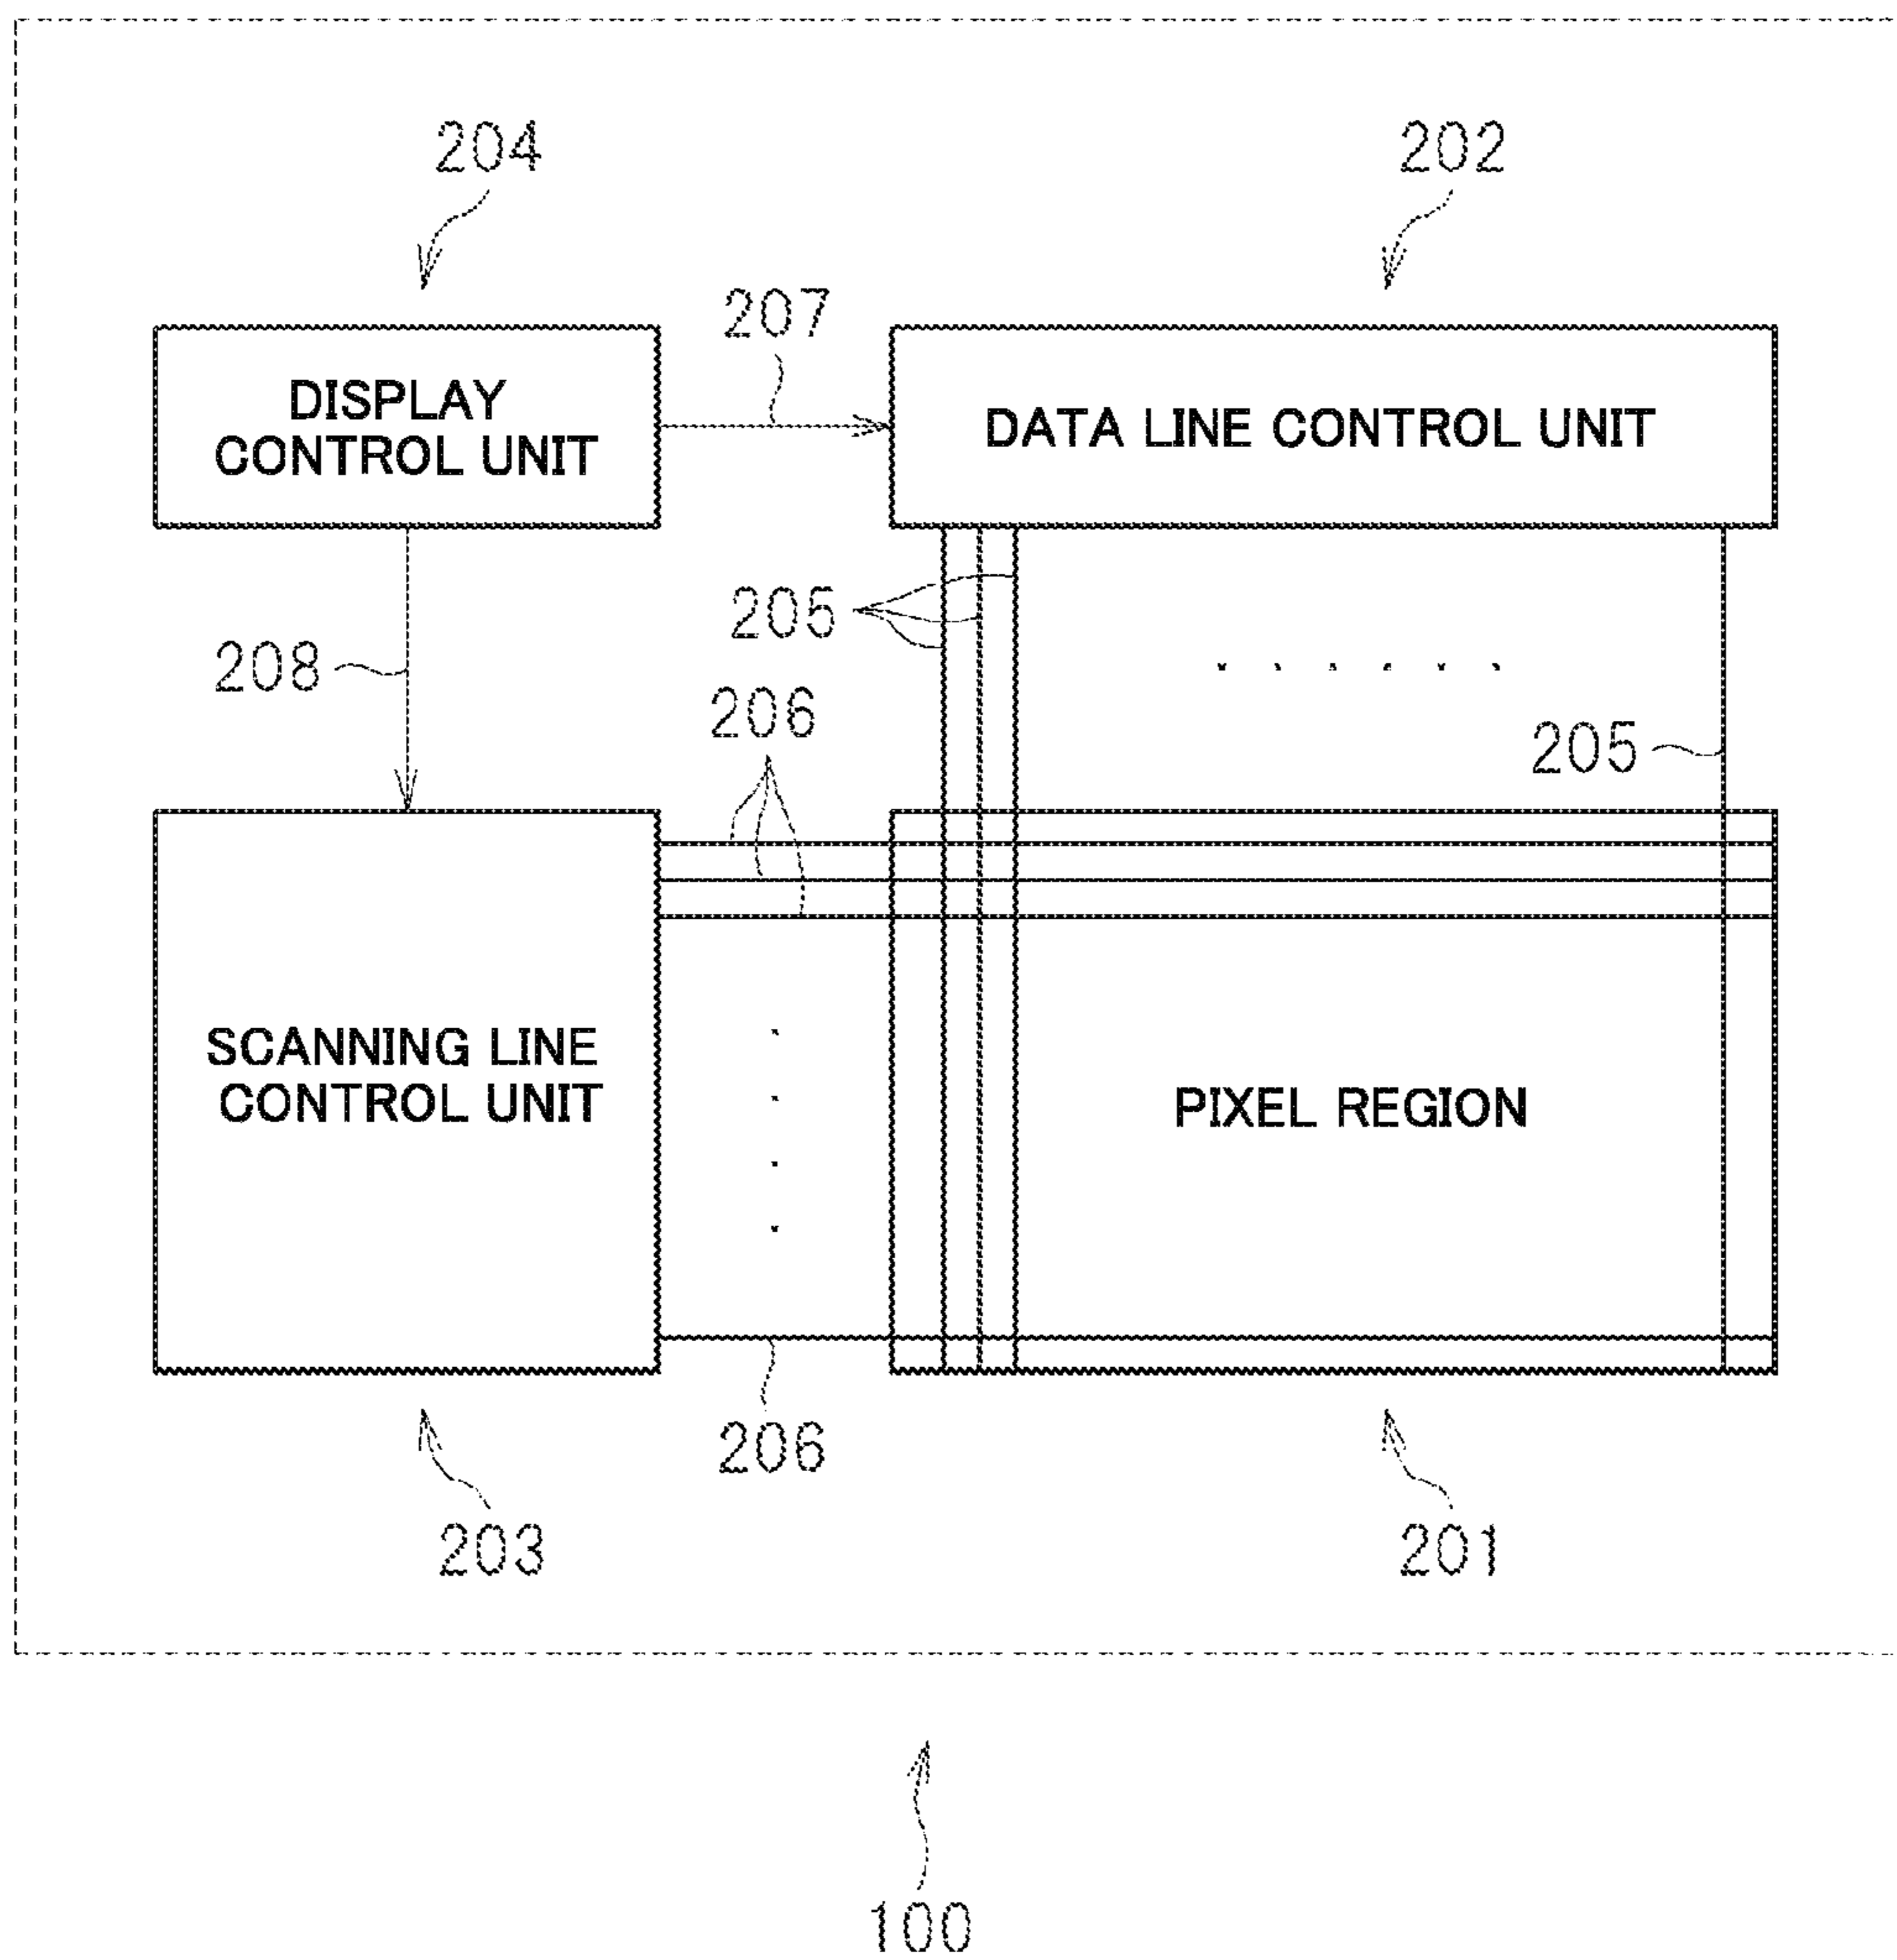 204
202
207
DISPLAY
CONTROL UNIT
DATA LINE CONTROL UNIT
205
208
206
205
SCANNING LINE
CONTROL UNIT
PIXEL REGION
206
203
201
100